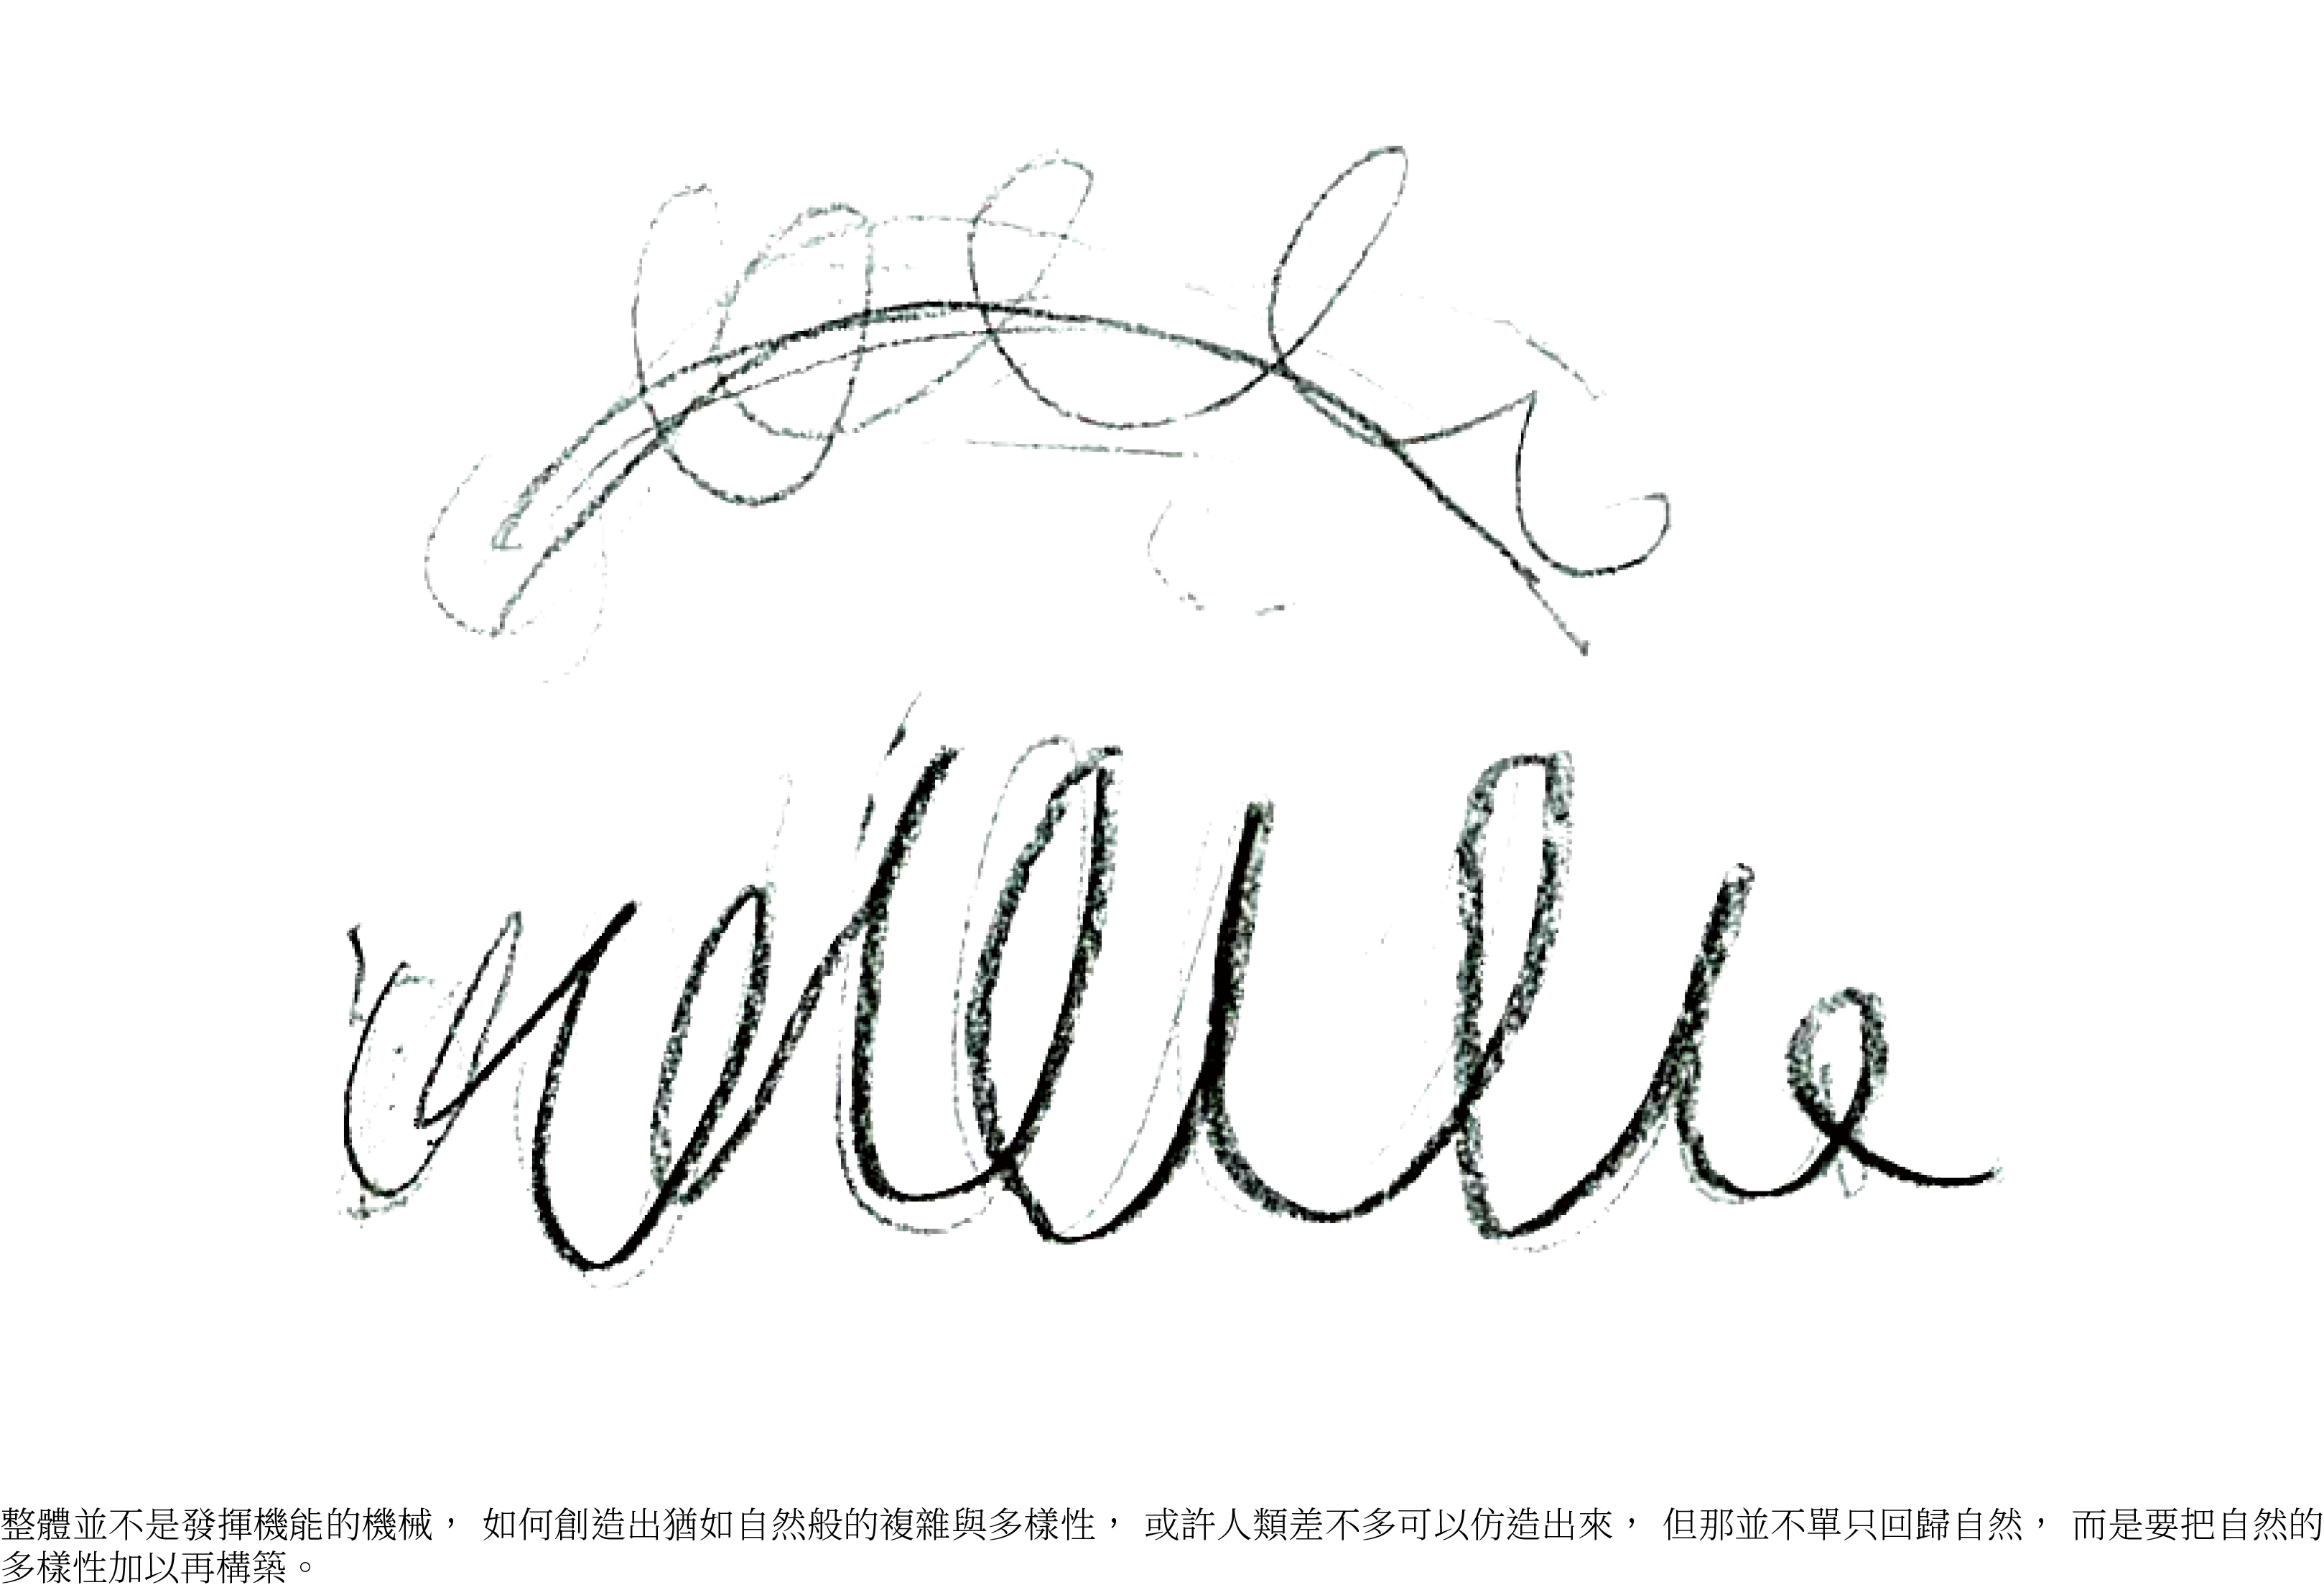 整體並不是發揮機能的機械， 如何創造出猶如自然般的複雜與多樣性， 或許人類差不多可以仿造出來， 但那並不單只回歸自然， 而是要把自然的
多樣性加以再構築。